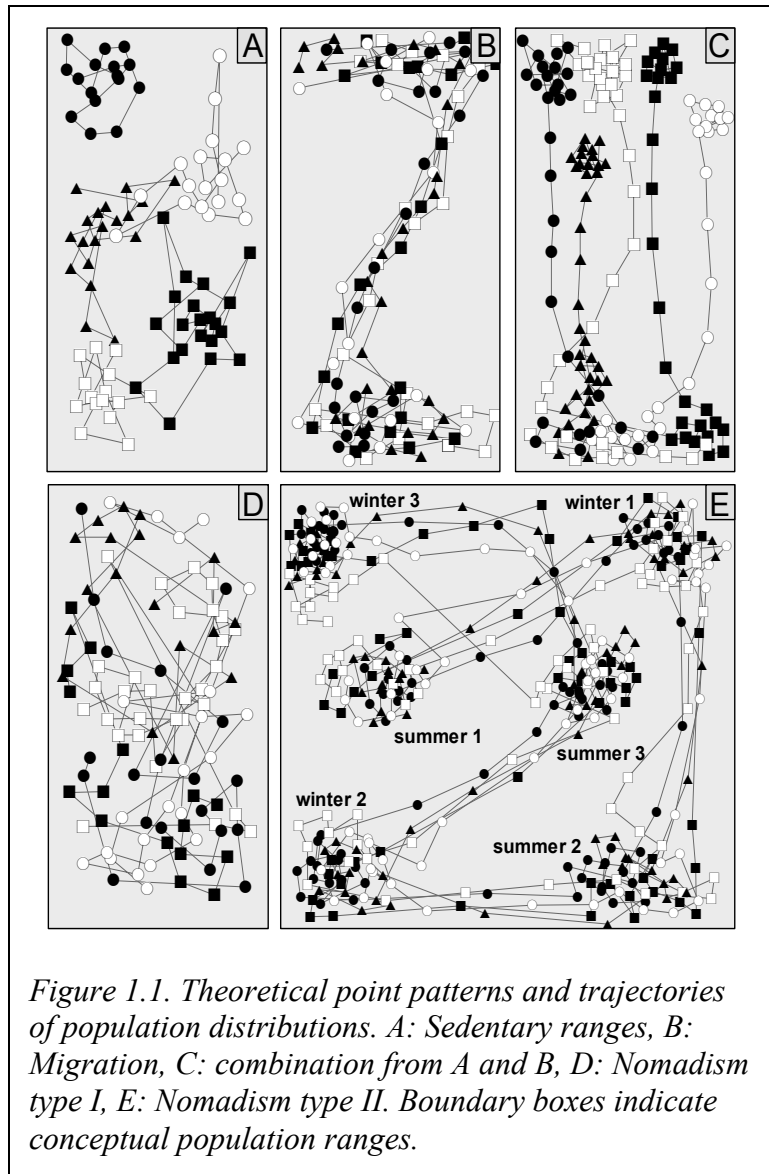 A
B
C
D
E
winter 3
winter 1
summer 1
summer 3
winter 2
summer 2
Figure 1.1. Theoretical point patterns and trajectories
of population distributions. A: Sedentary ranges, B:
Migration, C: combination from A and B, D: Nomadism
type I, E: Nomadism type II. Boundary boxes indicate
conceptual population ranges.